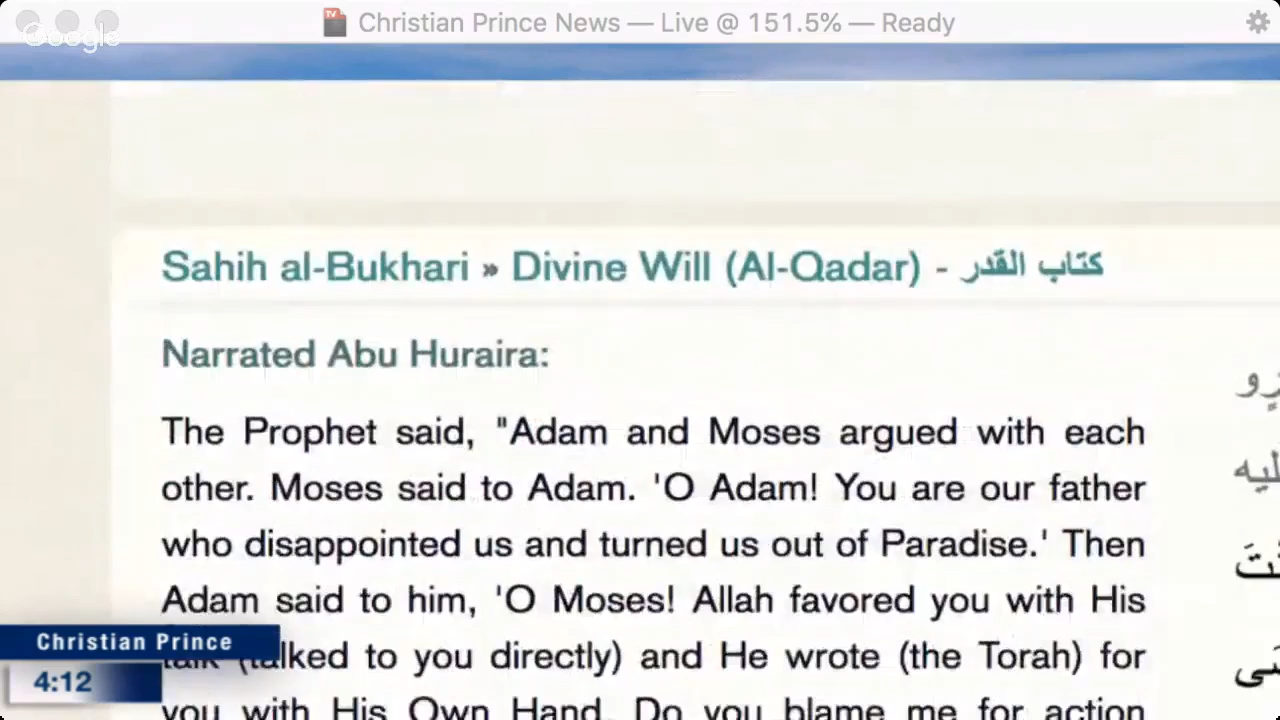 Christian Prince News — Live @ 151.5% — Ready
Google
Sahih al-Bukhari » Divine Will (Al-Qadar) - كتاب القدر
Narrated Abu Huraira:
The Prophet said, "Adam and Moses argued with each
other. Moses said to Adam. 'O Adam! You are our father
who disappointed us and turned us out of Paradise.' Then
Adam said to him, 'O Moses! Allah favored you with His
talk (talked to you directly) and He wrote (the Torah) for
you with His Own Hand. Do you blame me for action
Christian Prince
4:12